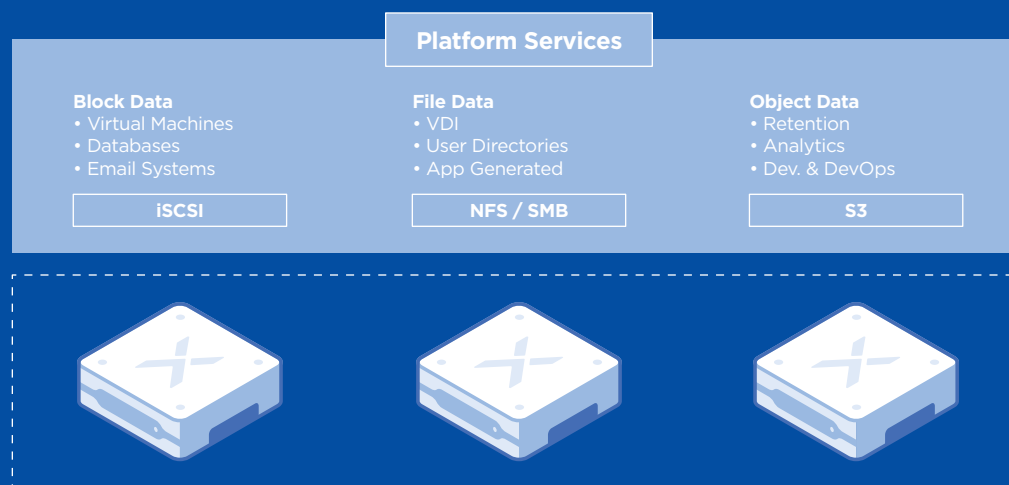 Platform Services
Block Data
• Virtual Machines
• Databases
• Email Systems
iSCSI
File Data
• VDI
• User Directories
• App Generated
NFS / SMB
Object Data
• Retention
• Analytics
• Dev. & DevOps
S3